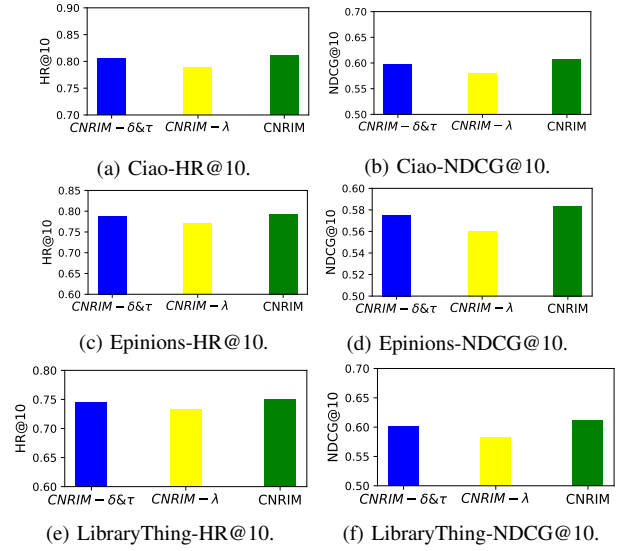 0.90
0.85
0.80
0.75
0.70
HR@10
CNRIM − δ&τ CNRIM − λ CNRIM
(a) Ciao-HR@10.
0.70
0.65
0.60
0.55
0.50
NDCG@10
CNRIM − δ&τ CNRIM − λ CNRIM
(b) Ciao-NDCG@10.
0.85
0.80
0.75
0.70
0.65
0.60
HR@10
CNRIM − δ&τ CNRIM − λ CNRIM
(c) Epinions-HR@10.
0.60
0.58
0.56
0.54
0.52
0.50
NDCG@10
CNRIM − δ&τ CNRIM − λ CNRIM
(d) Epinions-NDCG@10.
0.80
0.75
0.70
0.65
0.60
HR@10
CNRIM − δ&τ CNRIM − λ CNRIM
(e) LibraryThing-HR@10.
0.70
0.65
0.60
0.55
0.50
NDCG@10
CNRIM − δ&τ CNRIM − λ CNRIM
(f) LibraryThing-NDCG@10.